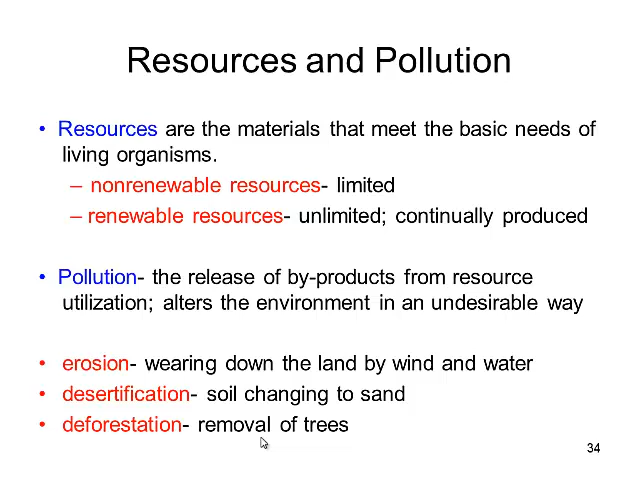 Resources and Pollution
• Resources are the materials that meet the basic needs of
living organisms.
– nonrenewable resources- limited
– renewable resources- unlimited; continually produced
• Pollution- the release of by-products from resource
utilization; alters the environment in an undesirable way
• erosion- wearing down the land by wind and water
• desertification- soil changing to sand
• deforestation- removal of trees
34